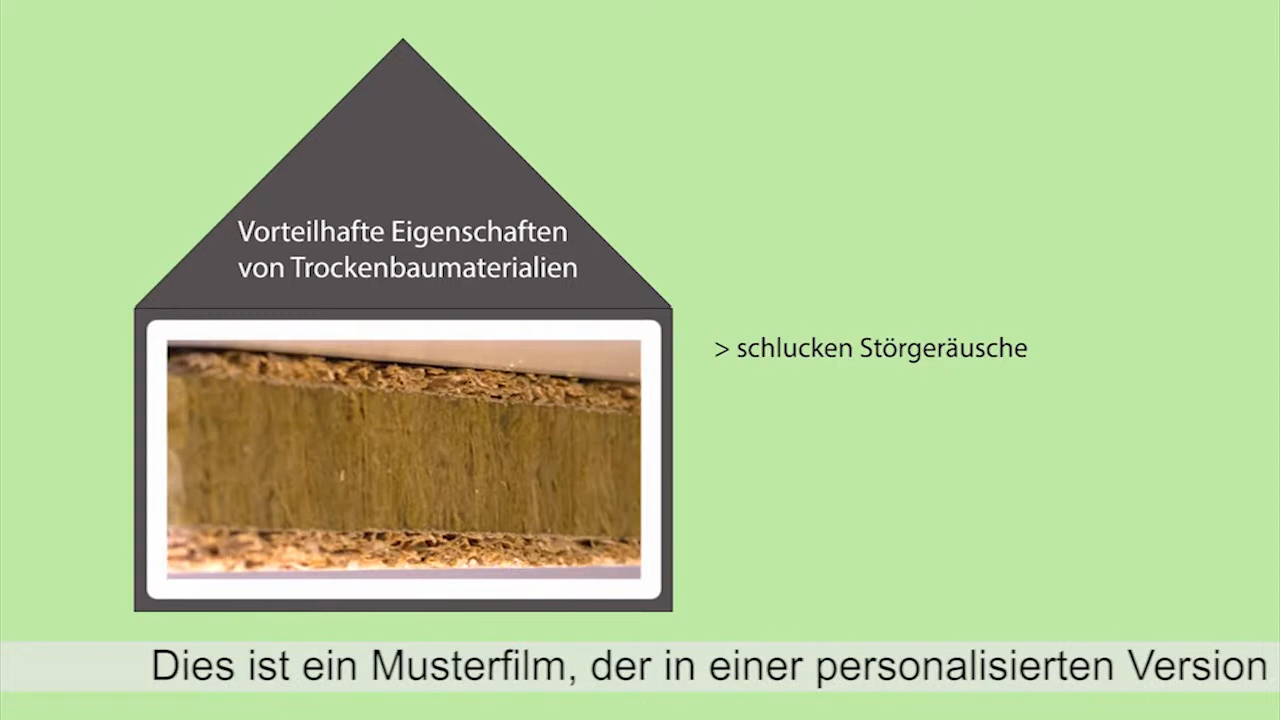 Vorteilhafte Eigenschaften
von Trockenbaumaterialien
> schlucken Störgeräusche
Dies ist ein Musterfilm, der in einer personalisierten Version